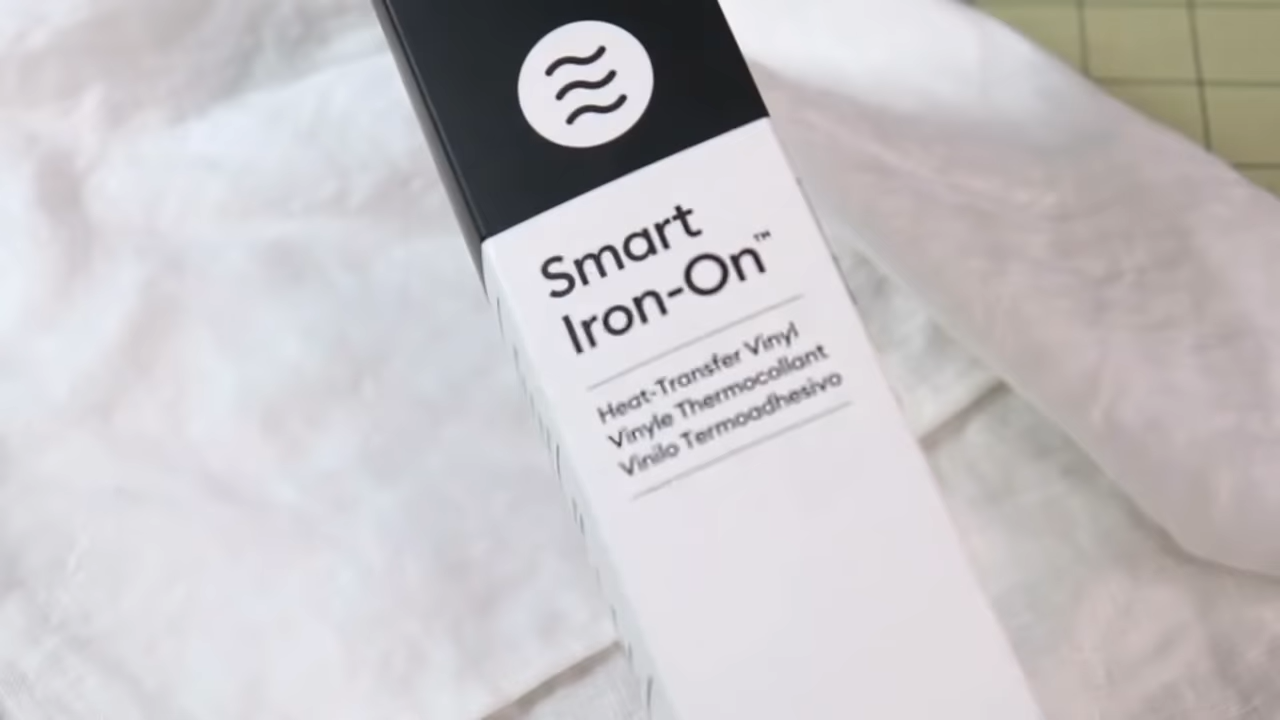 Smart
Iron-On™
Heat-Transfer Vinyl
Vinyle Thermocollant
Vinilo Termoadhesivo